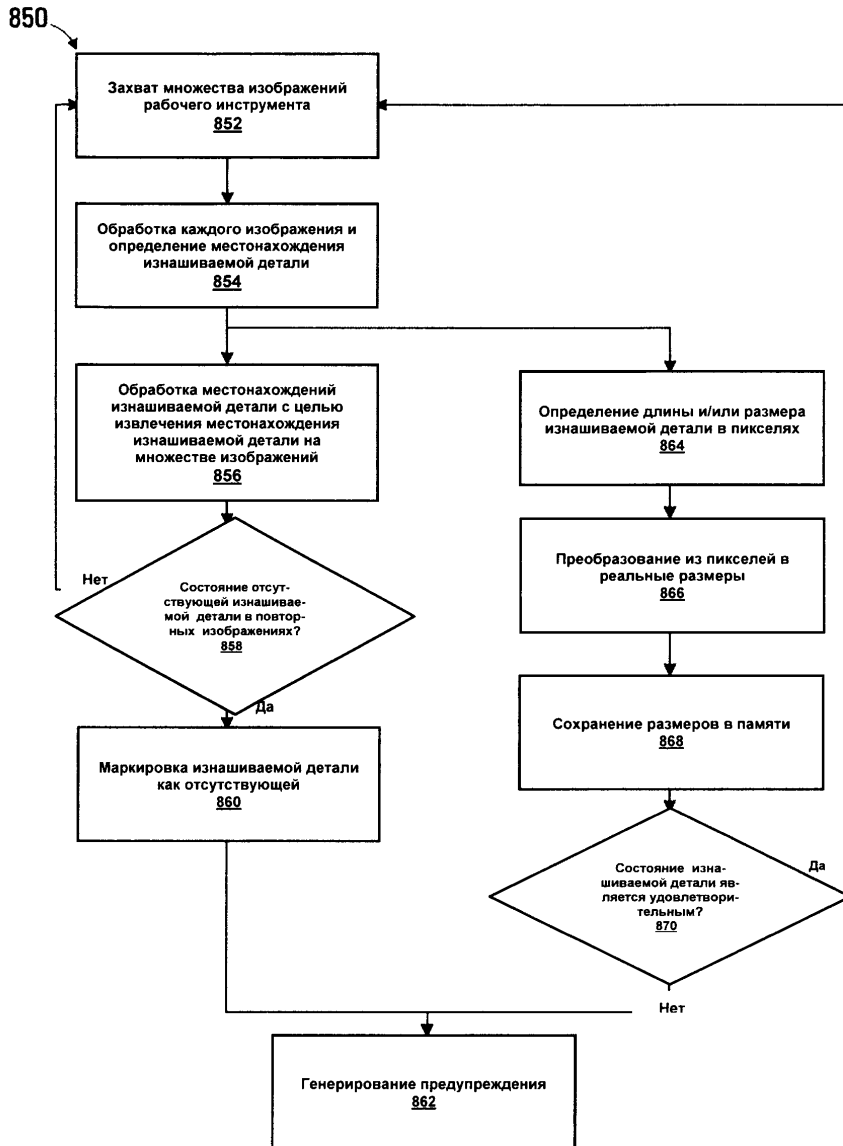 850
Захват множества изображений
рабочего инструмента
852
Обработка каждого изображения и
определение местонахождения
изнашиваемой детали
854
Обработка местонахождений
изнашиваемой детали с целью
извлечения местонахождения
изнашиваемой детали на
множестве изображений
856
Нет
Состояние отсут-
ствующей изнашивае-
мой детали в повтор-
ных изображениях?
858
Да
Маркировка изнашиваемой детали
как отсутствующей
860
Определение длины и/или размера
изнашиваемой детали в пикселях
864
Преобразование из пикселей в
реальные размеры
866
Сохранение размеров в памяти
868
Да
Состояние изна-
шиваемой детали яв-
ляется удовлетвори-
тельным?
870
Нет
Генерирование предупреждения
862